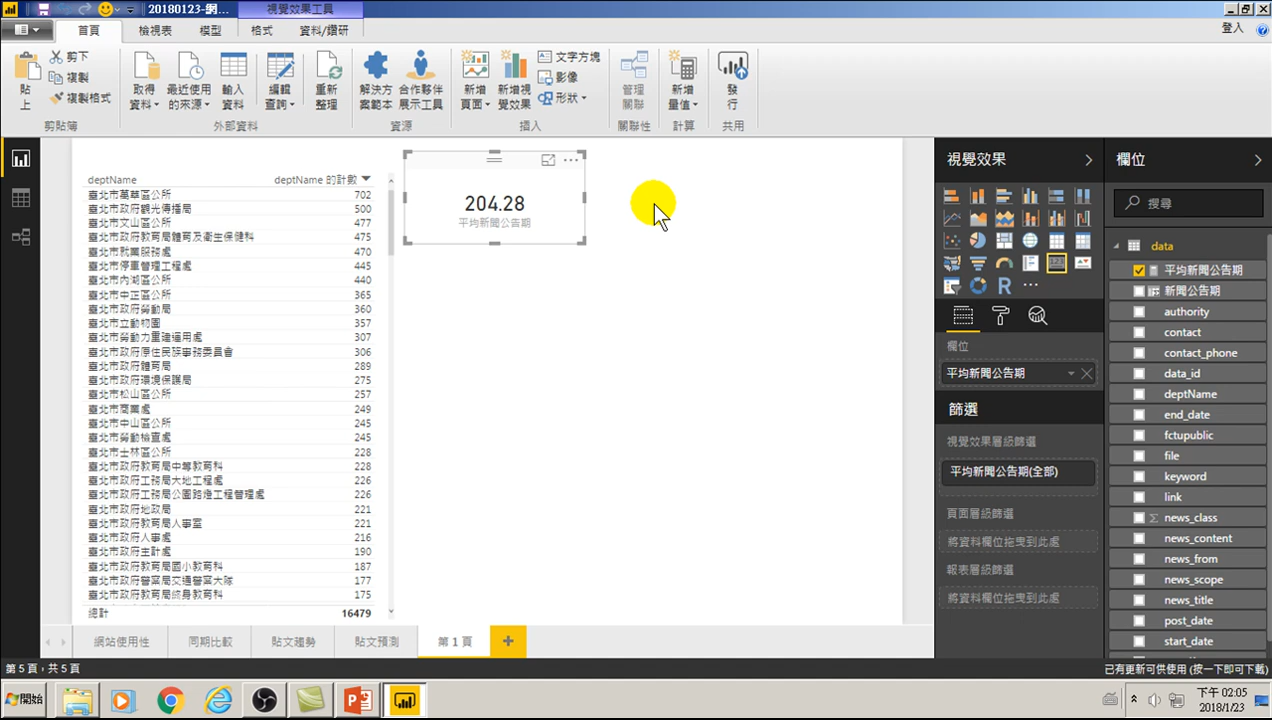 20180123-網...
視覺效果工具
登入
首頁
檢視表
模型
格式
資料/鑽研
剪下
複製
複製格式
貼上
剪貼簿
取得資料
最近使用的來源
輸入資料
編輯查詢
重新整理
外部資料
解決方案範本
合作夥伴展示工具
資源
新增頁面
新增視覺效果
文字方塊
影像
形狀
插入
管理關聯
關聯性
新增量值
計算
發行
共用
deptName deptName 的計數
臺北市萬華區公所 702
臺北市政府觀光傳播局 500
臺北市文山區公所 477
臺北市政府教育局體育及衛生保健科 475
臺北市就業服務處 470
臺北市停車管理工程處 445
臺北市內湖區公所 440
臺北市中正區公所 365
臺北市政府勞動局 360
臺北市立動物園 357
臺北市勞動力重建運用處 307
臺北市政府原住民族事務委員會 306
臺北市政府體育局 289
臺北市政府環境保護局 275
臺北市松山區公所 257
臺北市商業處 249
臺北市中山區公所 245
臺北市勞動檢查處 245
臺北市士林區公所 228
臺北市政府教育局中等教育科 228
臺北市政府工務局大地工程處 226
臺北市政府工務局公園路燈工程管理處 226
臺北市政府地政局 221
臺北市政府教育局人事室 221
臺北市政府人事處 216
臺北市政府主計處 190
臺北市政府教育局國小教育科 187
臺北市政府警察局交通警察大隊 177
臺北市政府教育局終身教育科 175
總計 16479
204.28
平均新聞公告期
視覺效果
欄位
平均新聞公告期
篩選
視覺效果層級篩選
平均新聞公告期(全部)
頁面層級篩選
將資料欄位拖曳到此處
報表層級篩選
將資料欄位拖曳到此處
欄位
搜尋
data
平均新聞公告期
新聞公告期
authority
contact
contact_phone
data_id
deptName
end_date
fctupublic
file
keyword
link
news_class
news_content
news_from
news_scope
news_title
post_date
start_date
網站使用性
同期比較
貼文趨勢
貼文預測
第 1 頁
第 5 頁，共 5 頁
已有更新可供使用 (按一下即可下載)
開始
下午 02:05
2018/1/23